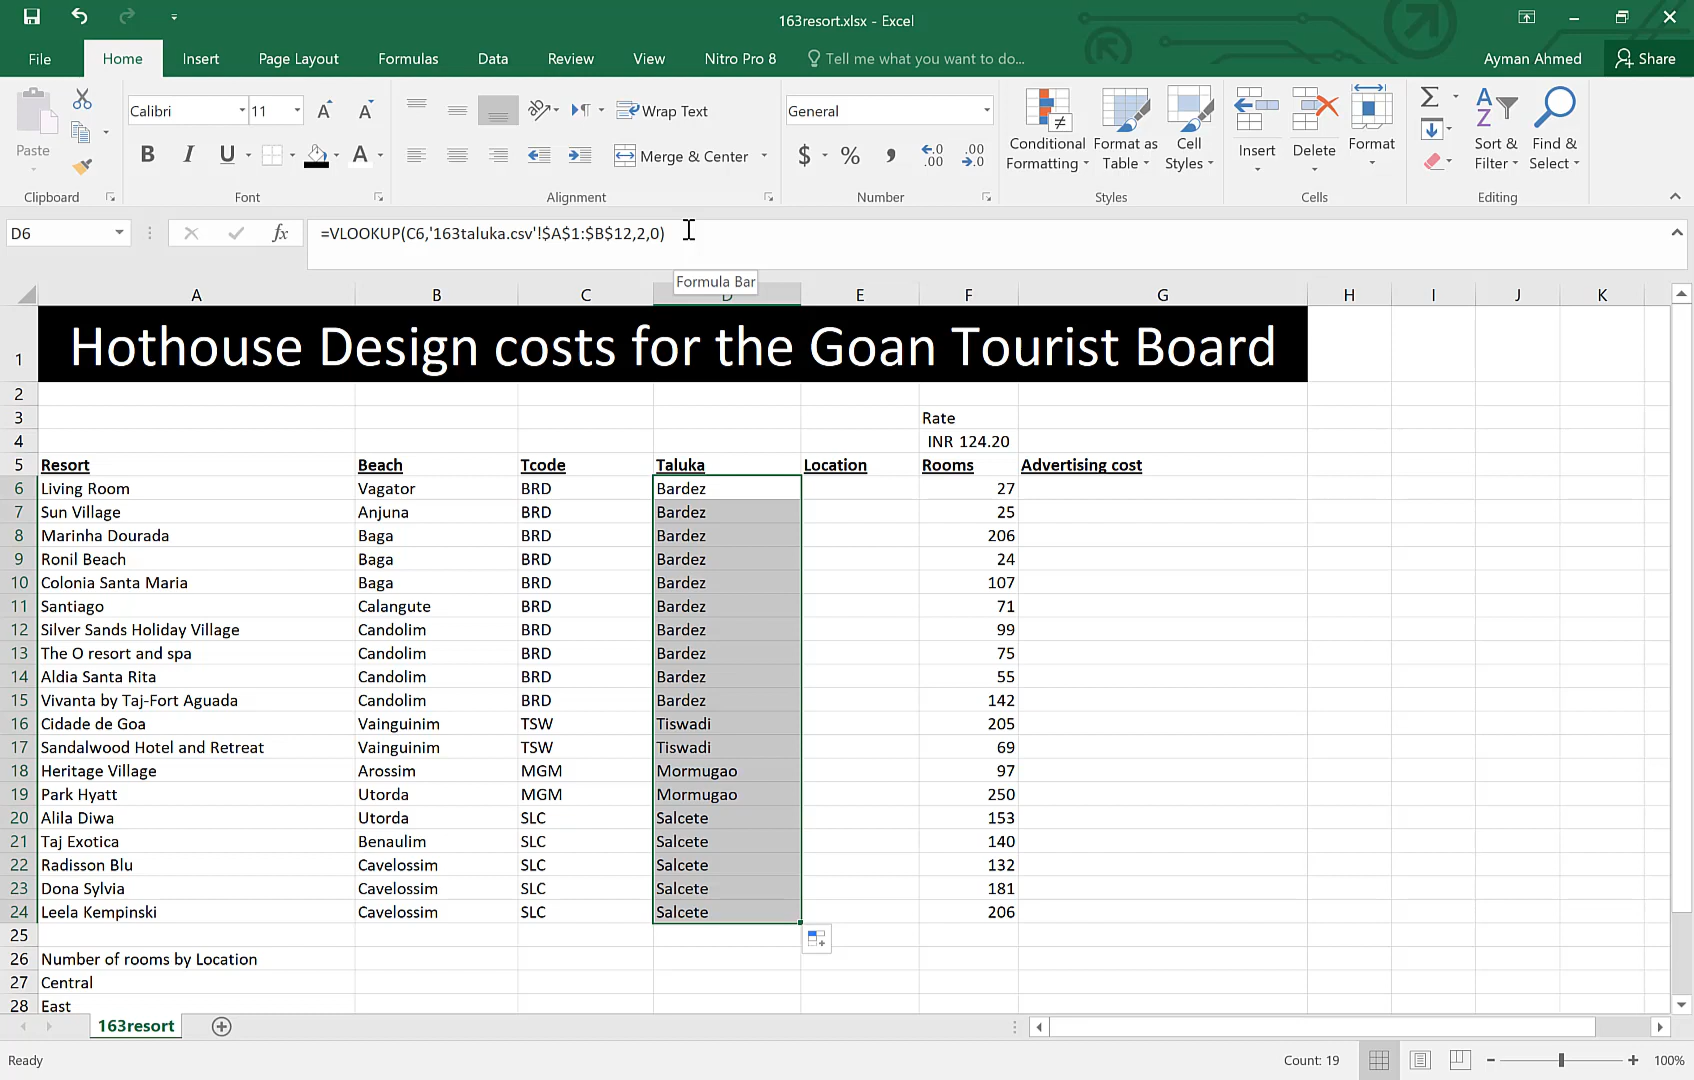 163resort.xlsx - Excel
File Home Insert Page Layout Formulas Data Review View Nitro Pro 8 Tell me what you want to do... Ayman Ahmed Share
Paste
Clipboard
Calibri 11
B I U A
Font
Wrap Text
Merge & Center
Alignment
General
$ % ,
Number
Conditional Formatting
Format as Table
Cell Styles
Styles
Insert Delete Format
Cells
Sort & Filter
Find & Select
Editing
D6 fx =VLOOKUP(C6,'163taluka.csv'!$A$1:$B$12,2,0)
Formula Bar
A B C D E F G H I J K
1 Hothouse Design costs for the Goan Tourist Board
2
3 Rate
4 INR 124.20
5 Resort Beach Tcode Taluka Location Rooms Advertising cost
6 Living Room Vagator BRD Bardez 27
7 Sun Village Anjuna BRD Bardez 25
8 Marinha Dourada Baga BRD Bardez 206
9 Ronil Beach Baga BRD Bardez 24
10 Colonia Santa Maria Baga BRD Bardez 107
11 Santiago Calangute BRD Bardez 71
12 Silver Sands Holiday Village Candolim BRD Bardez 99
13 The O resort and spa Candolim BRD Bardez 75
14 Aldia Santa Rita Candolim BRD Bardez 55
15 Vivanta by Taj-Fort Aguada Candolim BRD Bardez 142
16 Cidade de Goa Vainguinim TSW Tiswadi 205
17 Sandalwood Hotel and Retreat Vainguinim TSW Tiswadi 69
18 Heritage Village Arossim MGM Mormugao 97
19 Park Hyatt Utorda MGM Mormugao 250
20 Alila Diwa Utorda SLC Salcete 153
21 Taj Exotica Benaulim SLC Salcete 140
22 Radisson Blu Cavelossim SLC Salcete 132
23 Dona Sylvia Cavelossim SLC Salcete 181
24 Leela Kempinski Cavelossim SLC Salcete 206
25
26 Number of rooms by Location
27 Central
28 East
163resort
Ready Count: 19 100%